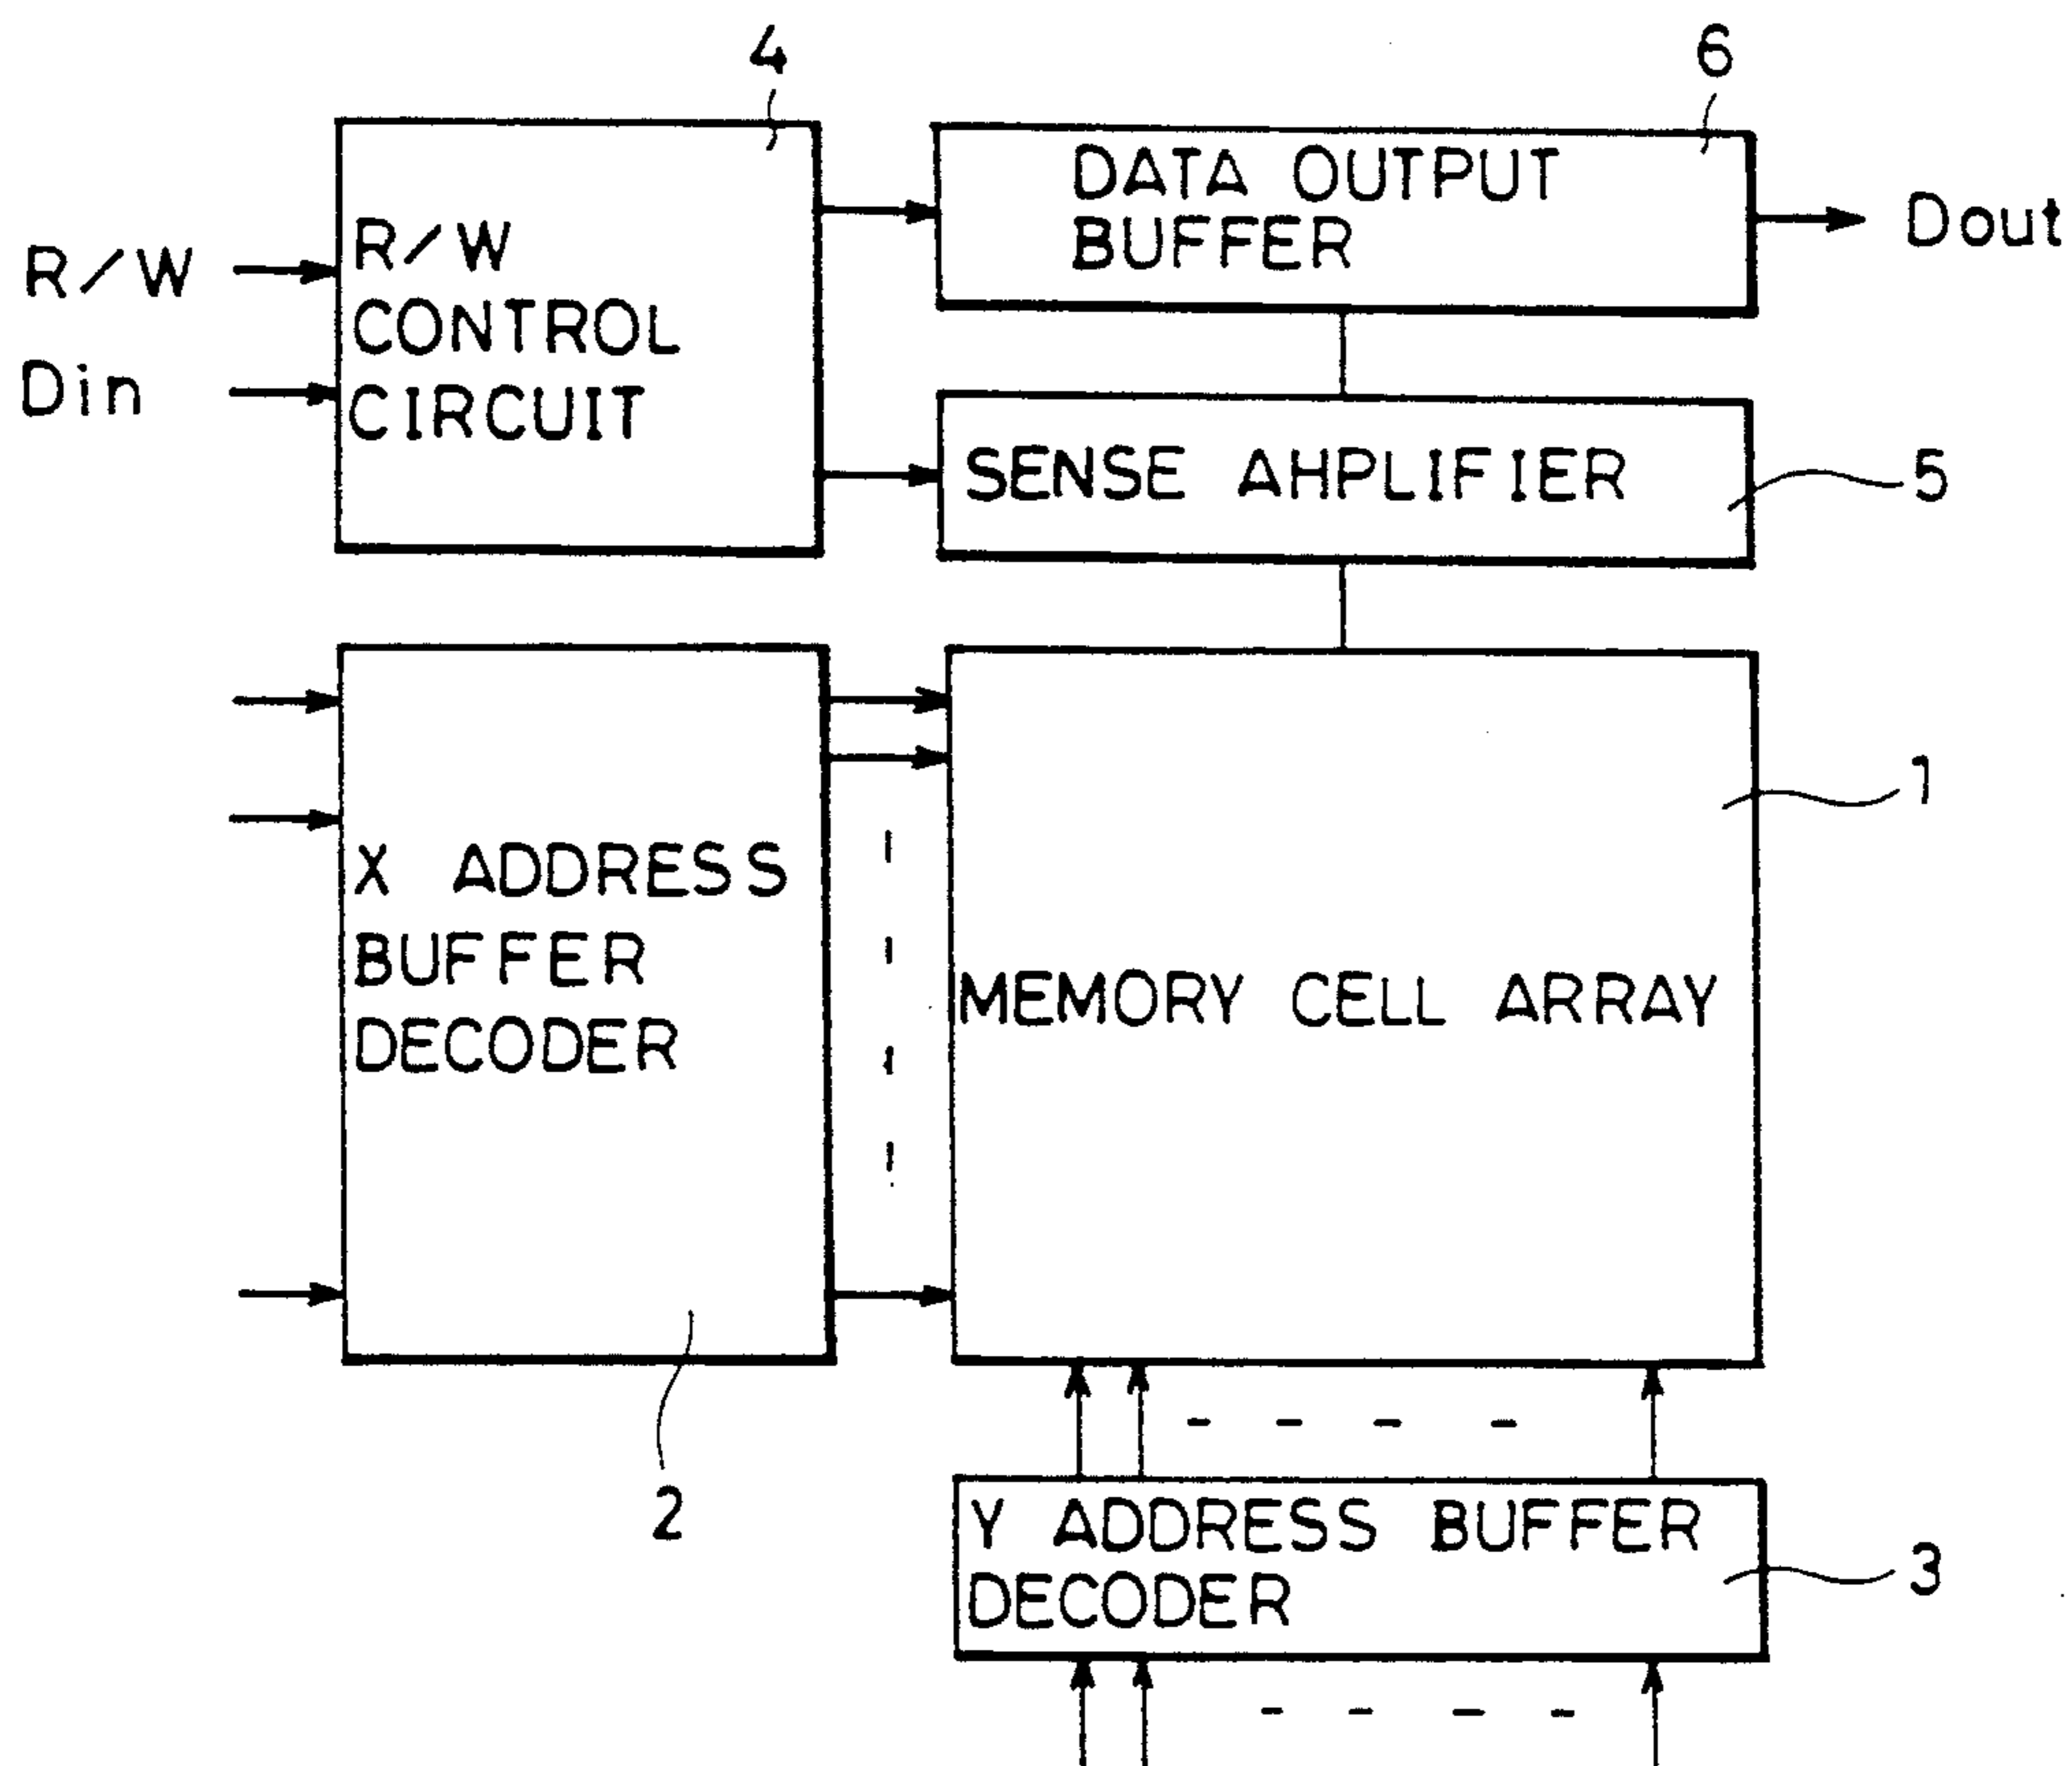 4
6
R/W
Din
R/W
CONTROL
CIRCUIT
DATA OUTPUT
BUFFER
Dout
SENSE AHPLIFIER
5
X ADDRESS
BUFFER
DECODER
MEMORY CELL ARRAY
1
2
Y ADDRESS BUFFER
DECODER
3